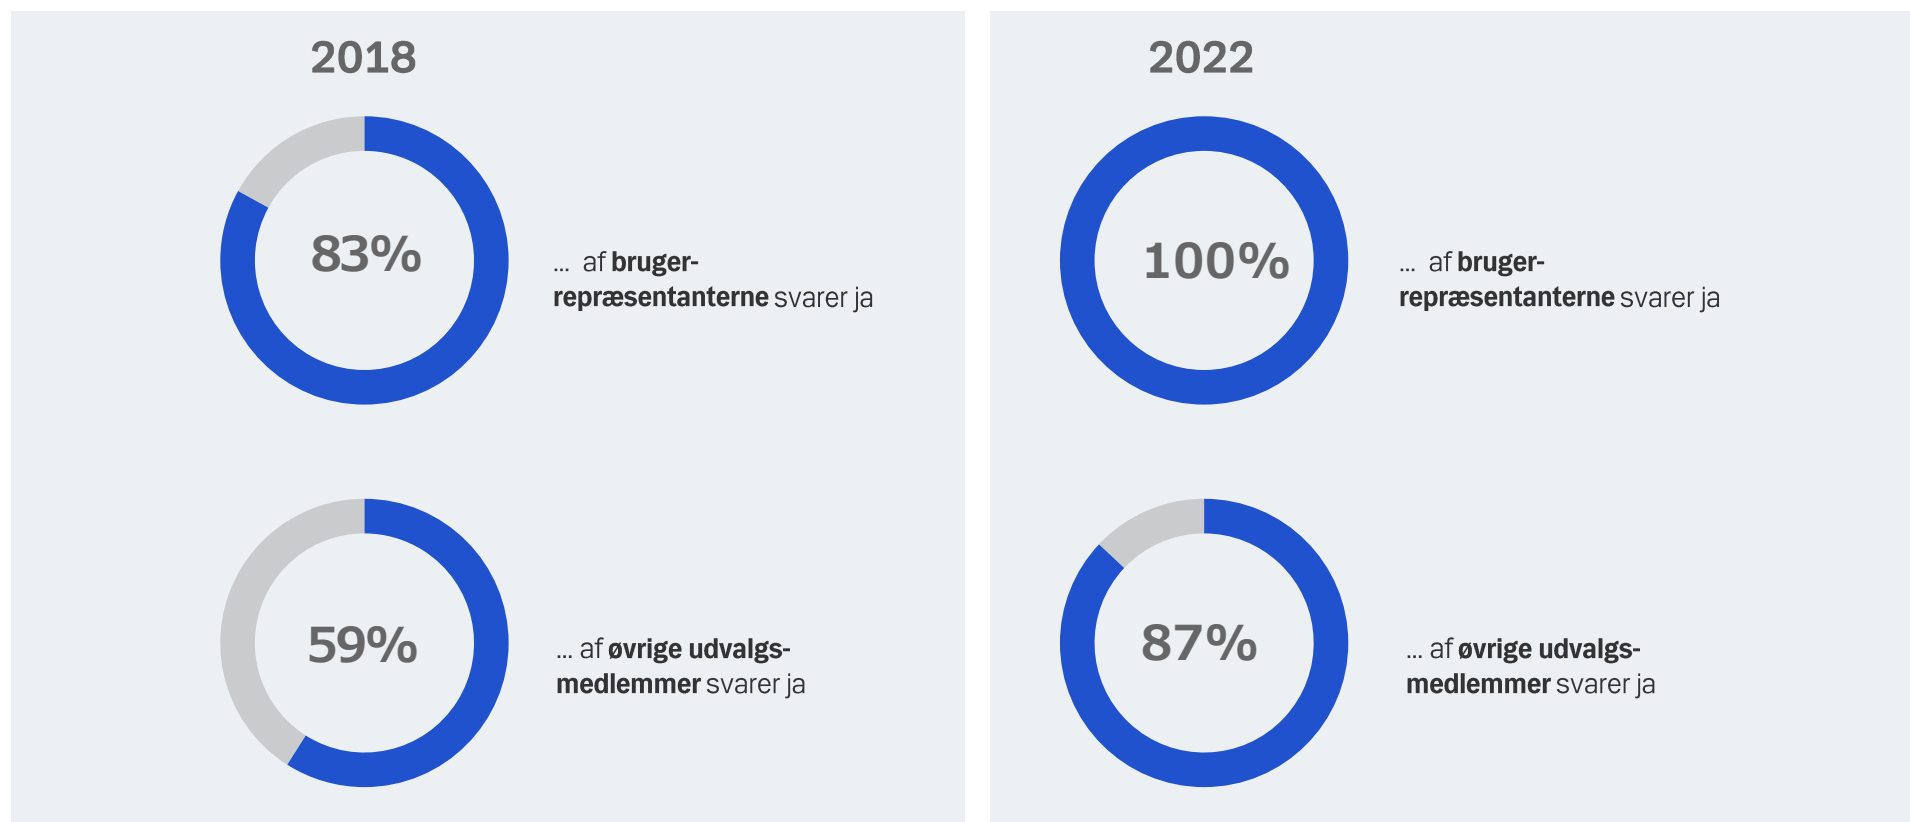 2018
83%
... af bruger-
repræsentanterne svarer ja
59%
... af øvrige udvalgs-
medlemmer svarer ja
2022
100%
... af bruger-
repræsentanterne svarer ja
87%
... af øvrige udvalgs-
medlemmer svarer ja